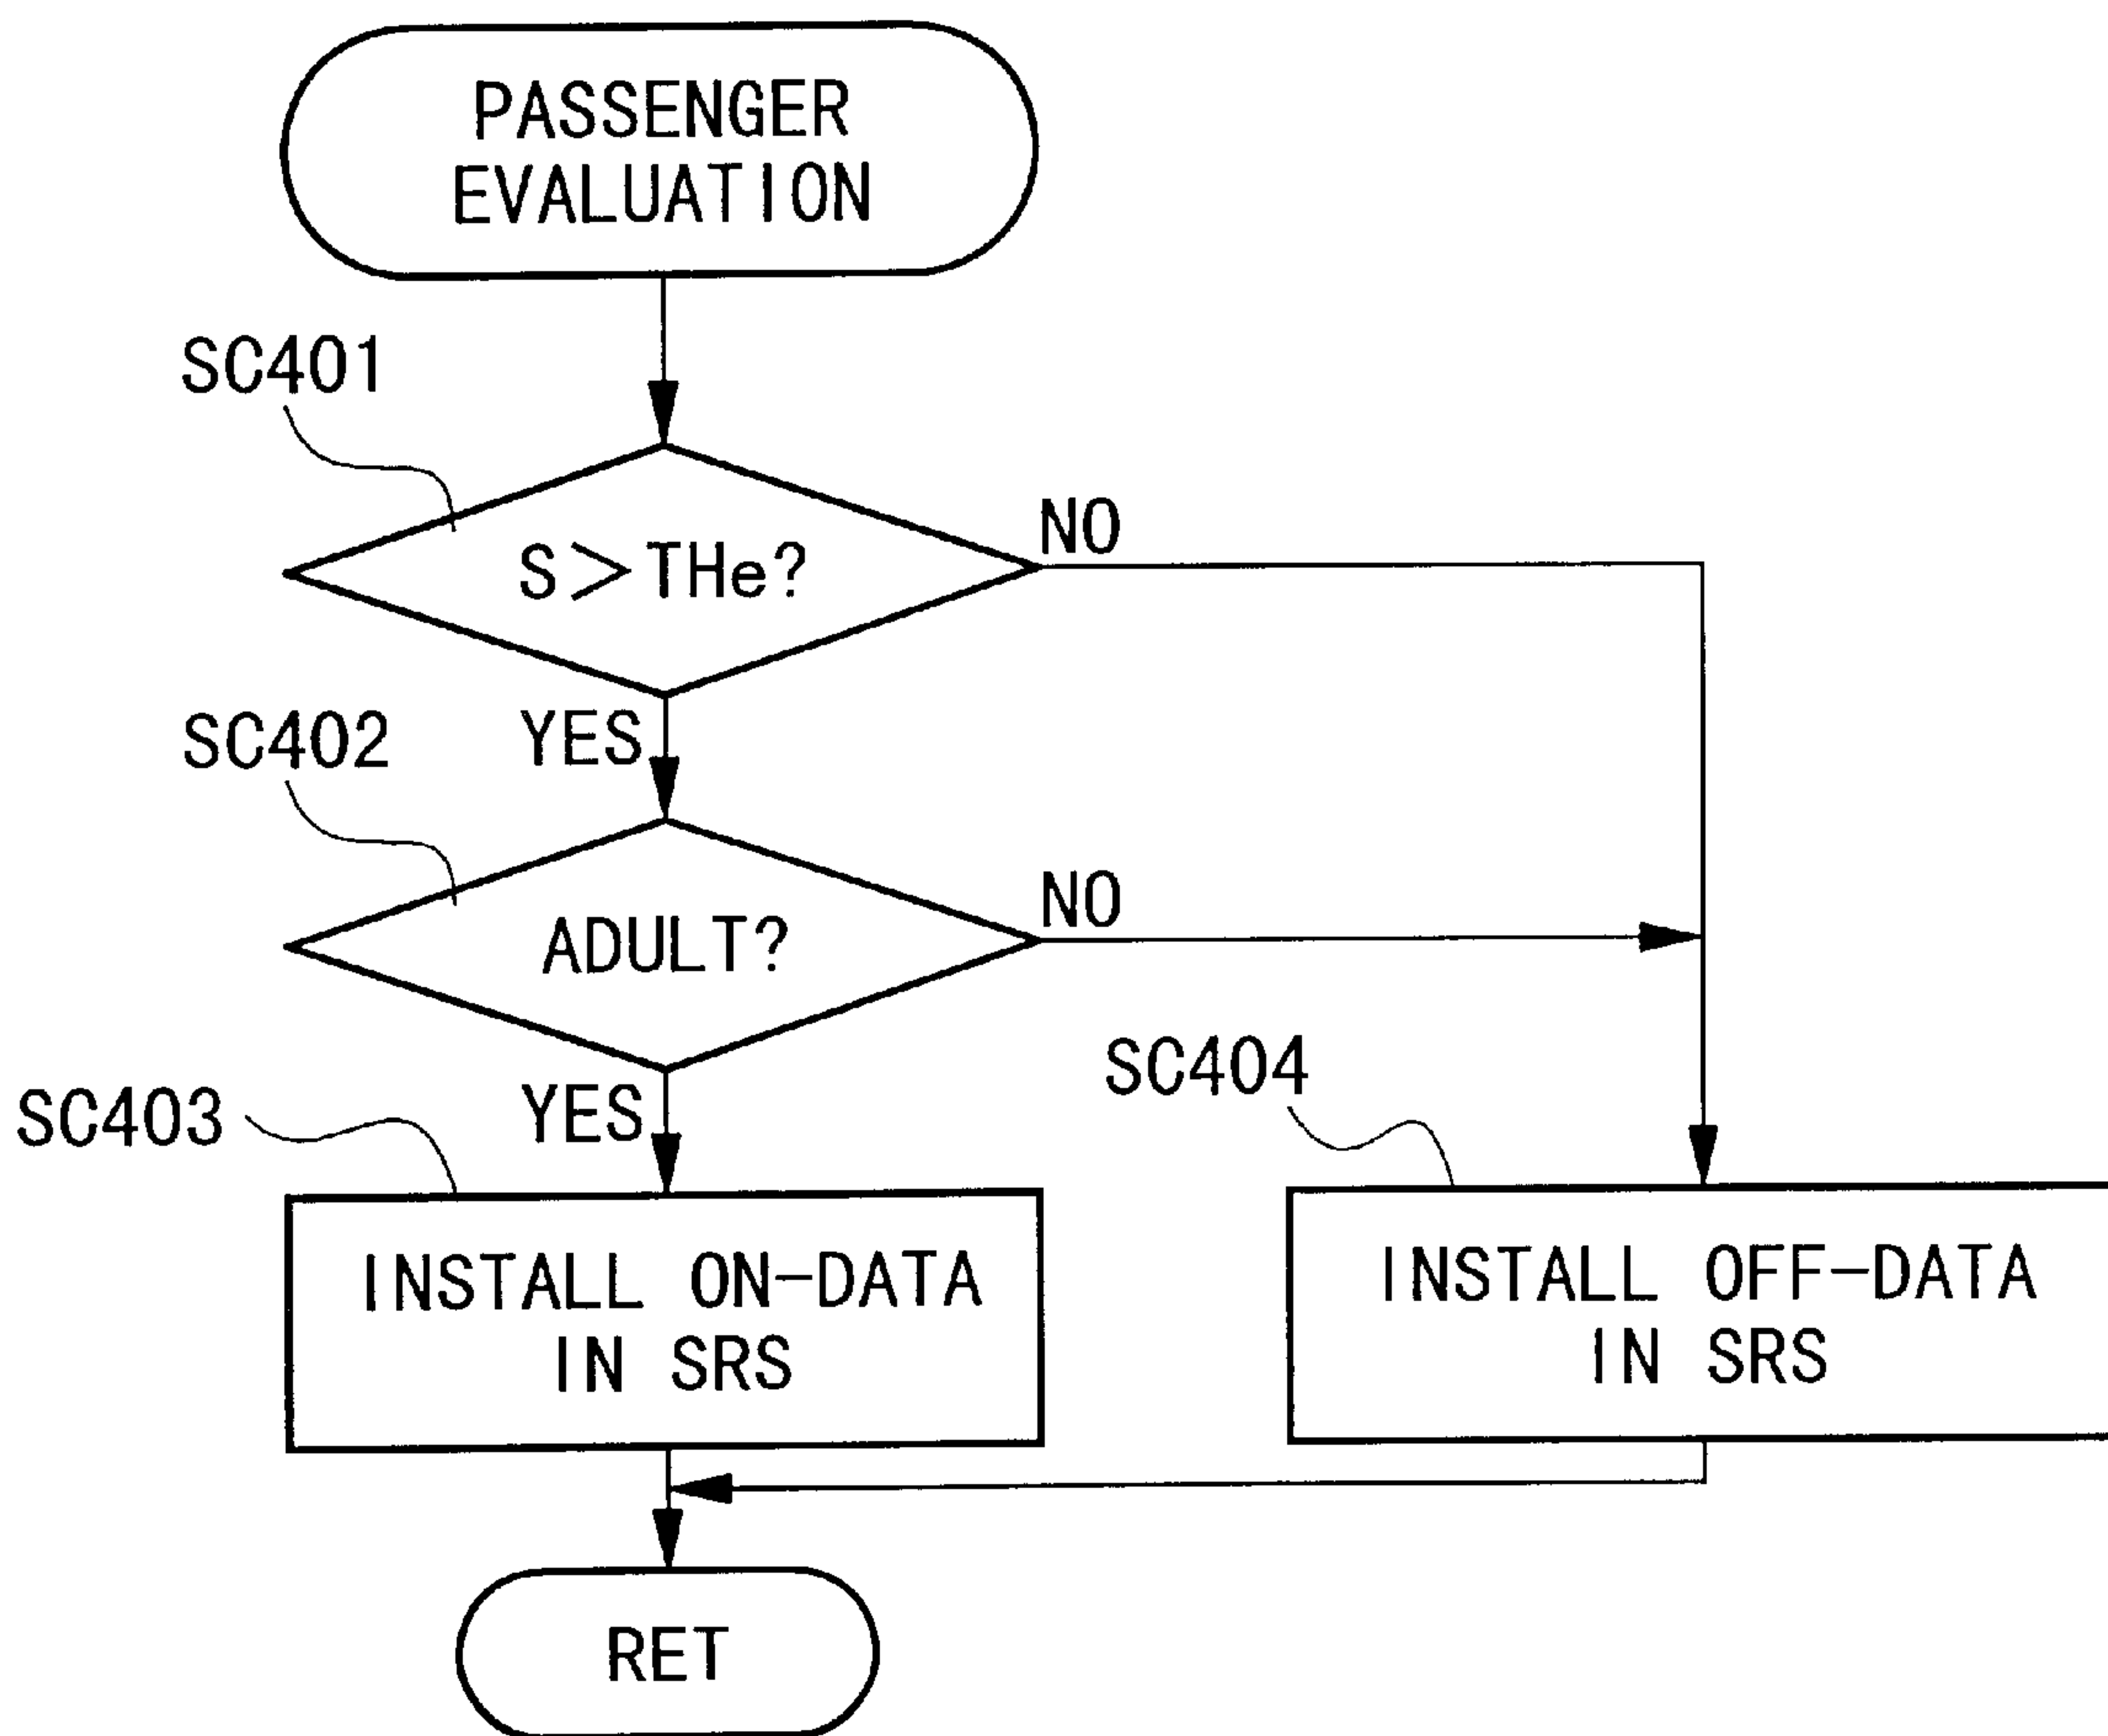 PASSENGER
EVALUATION
SC401
S>THe?
NO
YES
SC402
ADULT?
NO
YES
SC403
INSTALL ON-DATA
IN SRS
SC404
INSTALL OFF-DATA
IN SRS
RET